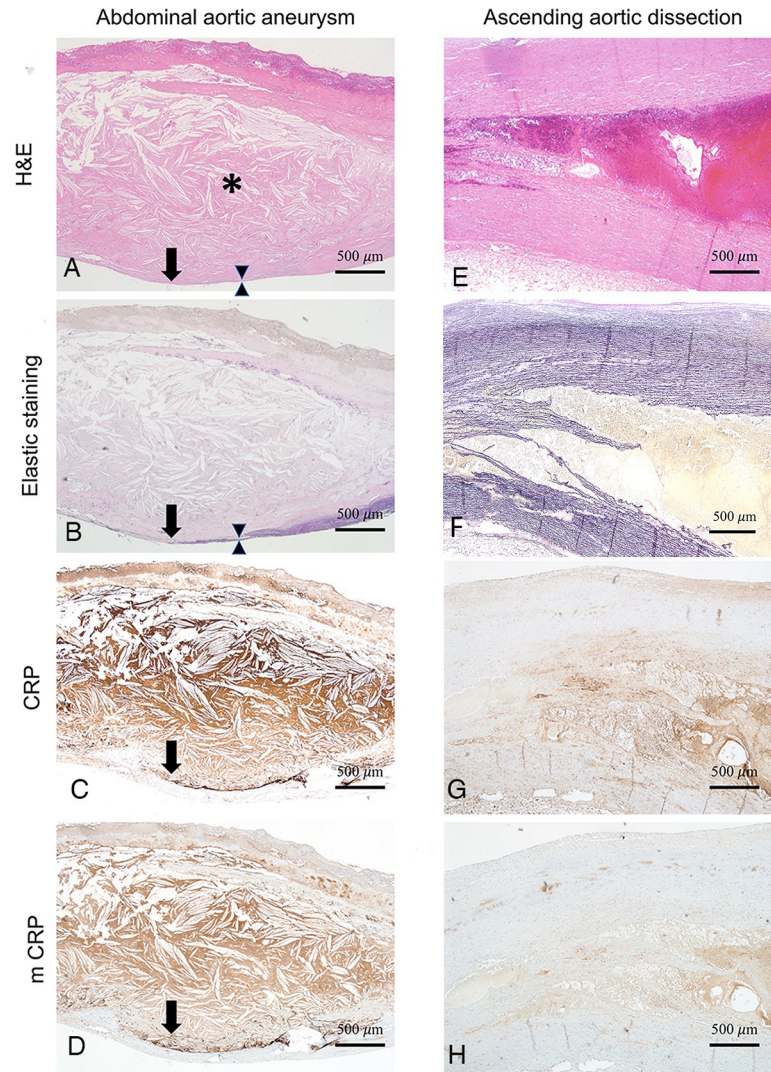 Abdominal aortic aneurysm
Ascending aortic dissection
H&E
*
A
500 μm
E
500 μm
Elastic staining
B
500 μm
F
500 μm
CRP
C
500 μm
G
500 μm
m CRP
D
500 μm
H
500 μm